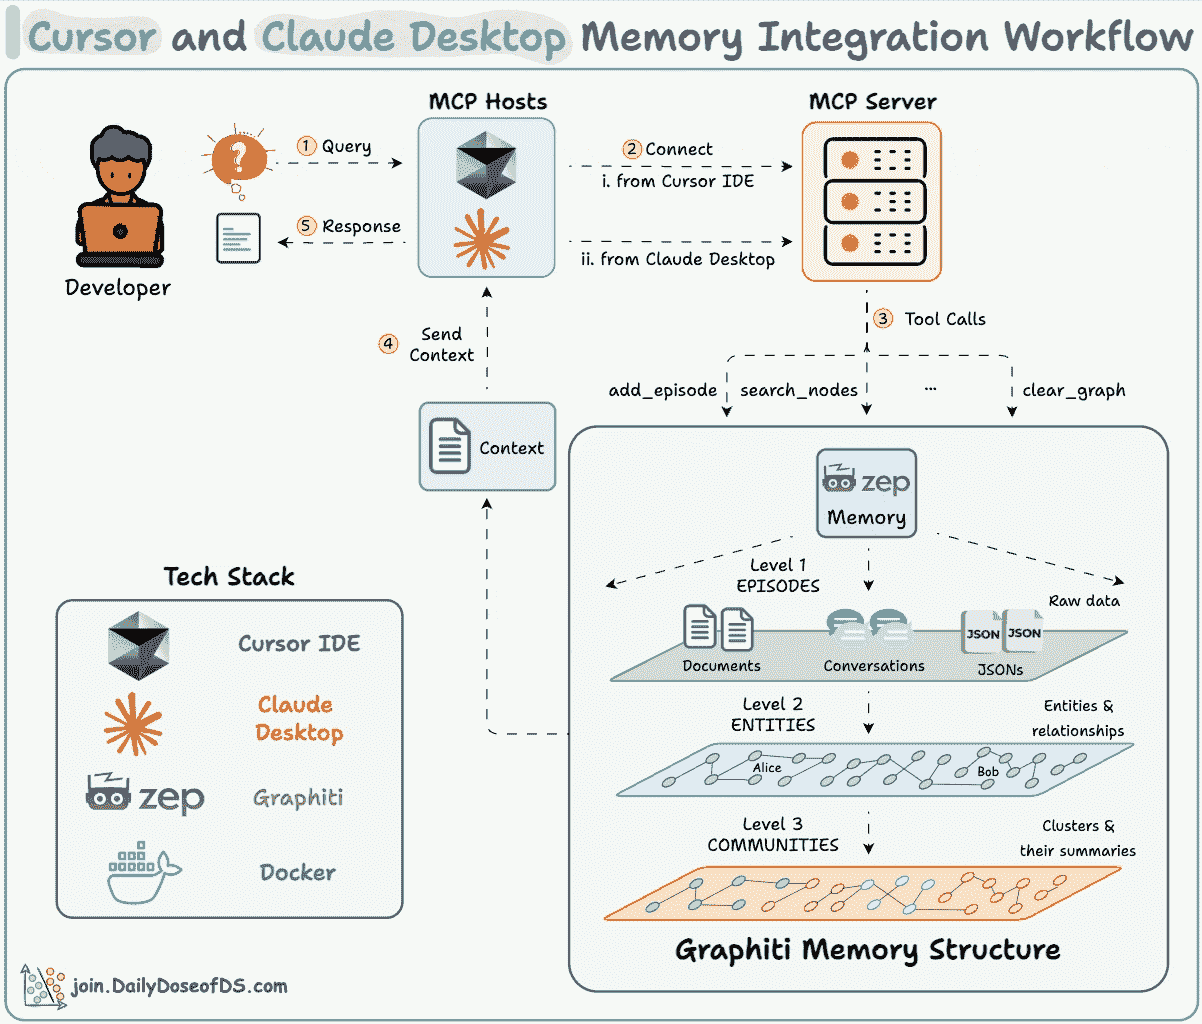 Cursor and Claude Desktop Memory Integration Workflow
MCP Hosts
MCP Server
?
1 Query
2 Connect
i. from Cursor IDE
5 Response
ii. from Claude Desktop
Developer
3 Tool Calls
4 Send
Context
add_episode
search_nodes
...
clear_graph
Context
zep
Memory
Level 1
EPISODES
Raw data
JSON
JSON
Documents
Conversations
JSONs
Level 2
ENTITIES
Entities &
relationships
Alice
Bob
Level 3
COMMUNITIES
Clusters &
their summaries
Graphiti Memory Structure
Tech Stack
Cursor IDE
Claude
Desktop
zep
Graphiti
Docker
join.DailyDoseofDS.com